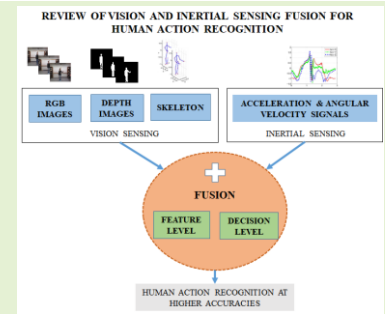 REVIEW OF VISION AND INERTIAL SENSING FUSION FOR
HUMAN ACTION RECOGNITION
RGB
IMAGES
DEPTH
IMAGES
SKELETON
VISION SENSING
ACCELERATION & ANGULAR
VELOCITY SIGNALS
INERTIAL SENSING
FUSION
FEATURE
LEVEL
DECISION
LEVEL
HUMAN ACTION RECOGNITION AT
HIGHER ACCURACIES